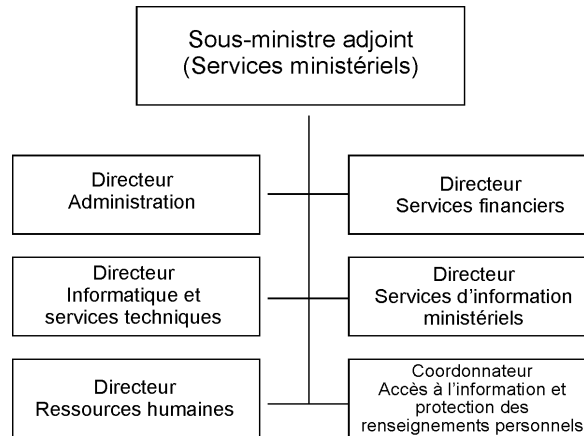 Sous-ministre adjoint
(Services ministériels)
Directeur
Administration
Directeur
Services financiers
Directeur
Informatique et
services techniques
Directeur
Services d'information
ministériels
Directeur
Ressources humaines
Coordonnateur
Accès à l'information et
protection des
renseignements personnels